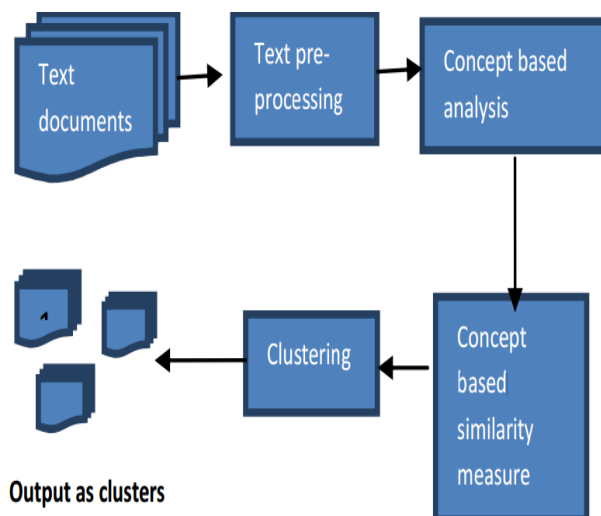 Text
documents
Text pre-
processing
Concept based
analysis
Concept
based
similarity
measure
Clustering
Output as clusters